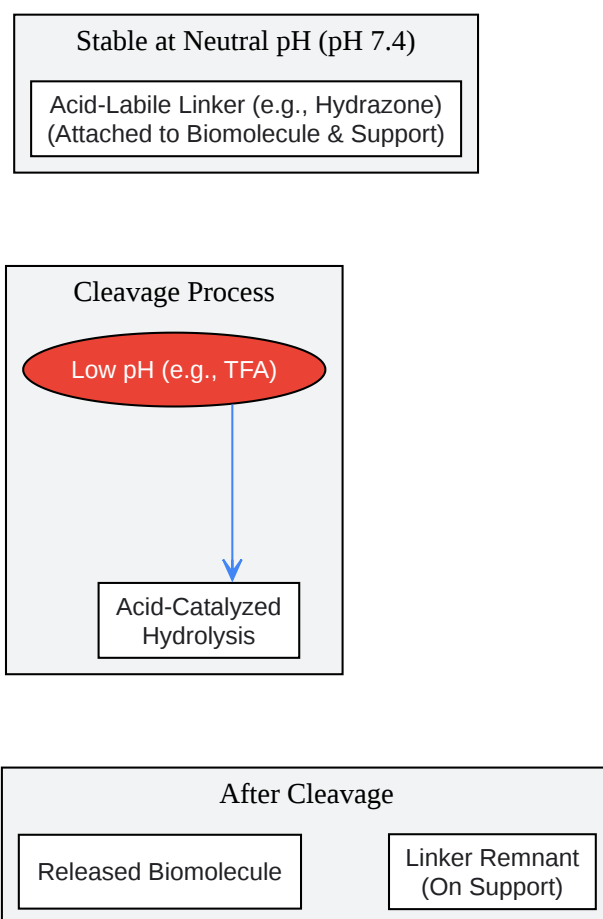 Stable at Neutral pH (pH 7.4)
Acid-Labile Linker (e.g., Hydrazone)
(Attached to Biomolecule & Support)
Cleavage Process
Low pH (e.g., TFA)
Acid-Catalyzed
Hydrolysis
After Cleavage
Released Biomolecule
Linker Remnant
(On Support)